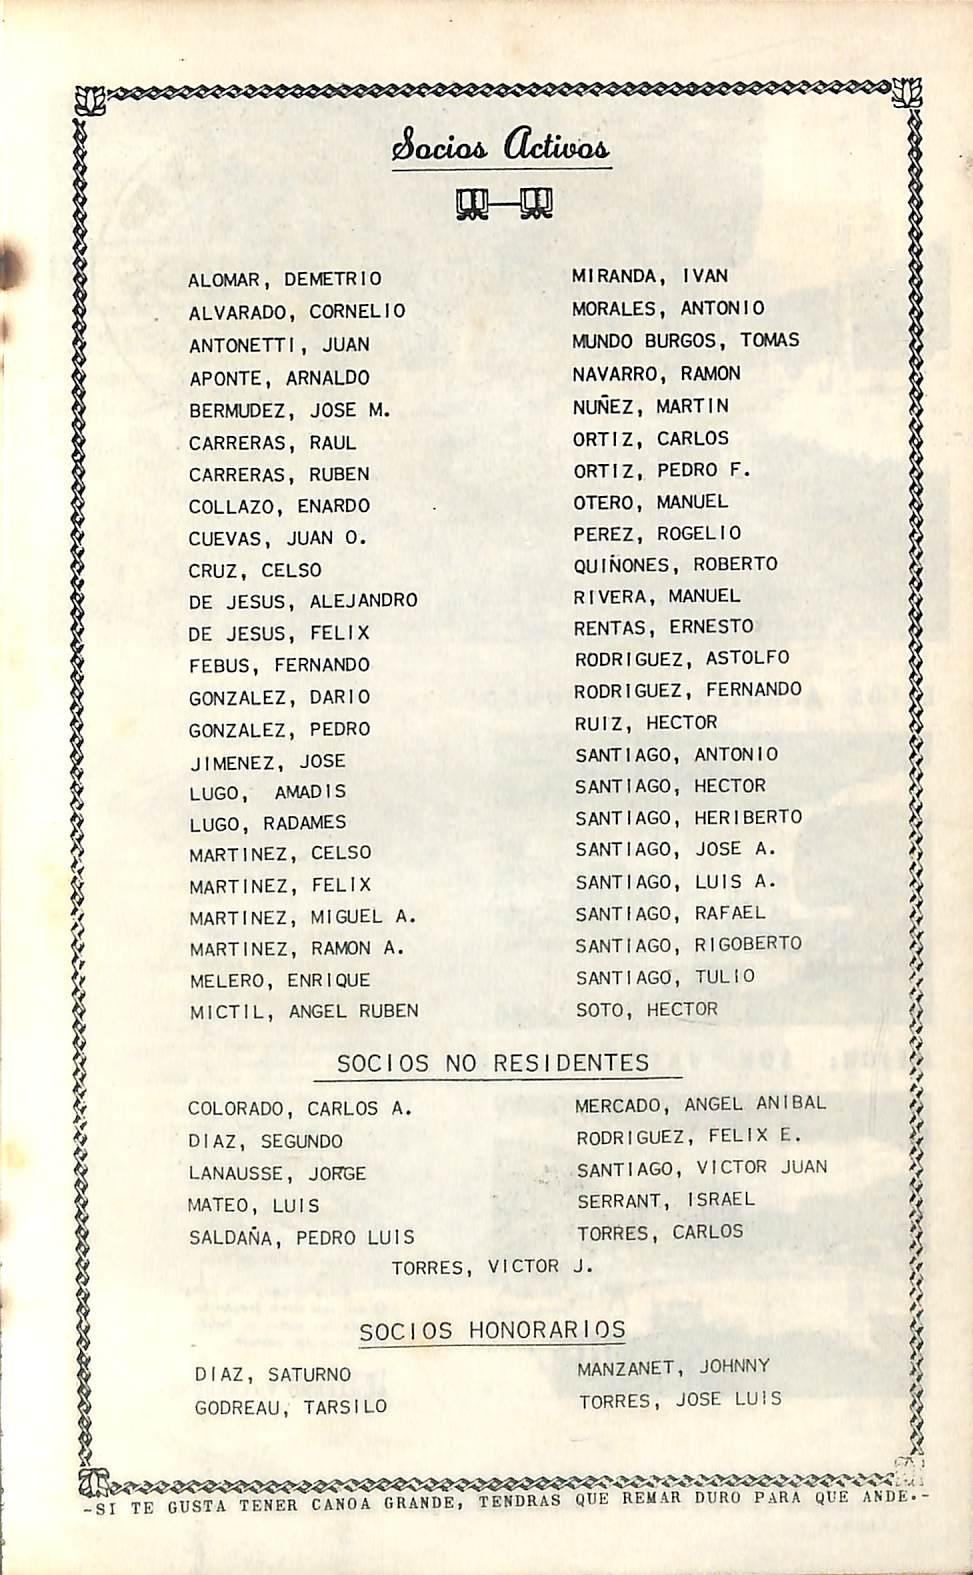 Socios Activos
ALOMAR, DEMETRIO
ALVARADO, CORNELIO
ANTONETTI, JUAN
APONTE, ARNALDO
BERMUDEZ, JOSE M.
CARRERAS, RAUL
CARRERAS, RUBEN
COLLAZO, ENARDO
CUEVAS, JUAN O.
CRUZ, CELSO
DE JESUS, ALEJANDRO
DE JESUS, FELIX
FEBUS, FERNANDO
GONZALEZ, DARIO
GONZALEZ, PEDRO
JIMENEZ, JOSE
LUGO, AMADIS
LUGO, RADAMES
MARTINEZ, CELSO
MARTINEZ, FELIX
MARTINEZ, MIGUEL A.
MARTINEZ, RAMON A.
MELERO, ENRIQUE
MICTIL, ANGEL RUBEN
MIRANDA, IVAN
MORALES, ANTONIO
MUNDO BURGOS, TOMAS
NAVARRO, RAMON
NUÑEZ, MARTIN
ORTIZ, CARLOS
ORTIZ, PEDRO F.
OTERO, MANUEL
PEREZ, ROGELIO
QUIÑONES, ROBERTO
RIVERA, MANUEL
RENTAS, ERNESTO
RODRIGUEZ, ASTOLFO
RODRIGUEZ, FERNANDO
RUIZ, HECTOR
SANTIAGO, ANTONIO
SANTIAGO, HECTOR
SANTIAGO, HERIBERTO
SANTIAGO, JOSE A.
SANTIAGO, LUIS A.
SANTIAGO, RAFAEL
SANTIAGO, RIGOBERTO
SANTIAGO, TULIO
SOTO, HECTOR
SOCIOS NO RESIDENTES
COLORADO, CARLOS A.
DIAZ, SEGUNDO
LANAUSSE, JORGE
MATEO, LUIS
SALDAÑA, PEDRO LUIS
MERCADO, ANGEL ANIBAL
RODRIGUEZ, FELIX E.
SANTIAGO, VICTOR JUAN
SERRANT, ISRAEL
TORRES, CARLOS
TORRES, VICTOR J.
SOCIOS HONORARIOS
DIAZ, SATURNO
GODREAU, TARSILO
MANZANET, JOHNNY
TORRES, JOSE LUIS
-SI TE GUSTA TENER CANOA GRANDE, TENDRAS QUE REMAR DURO PARA QUE ANDE.-